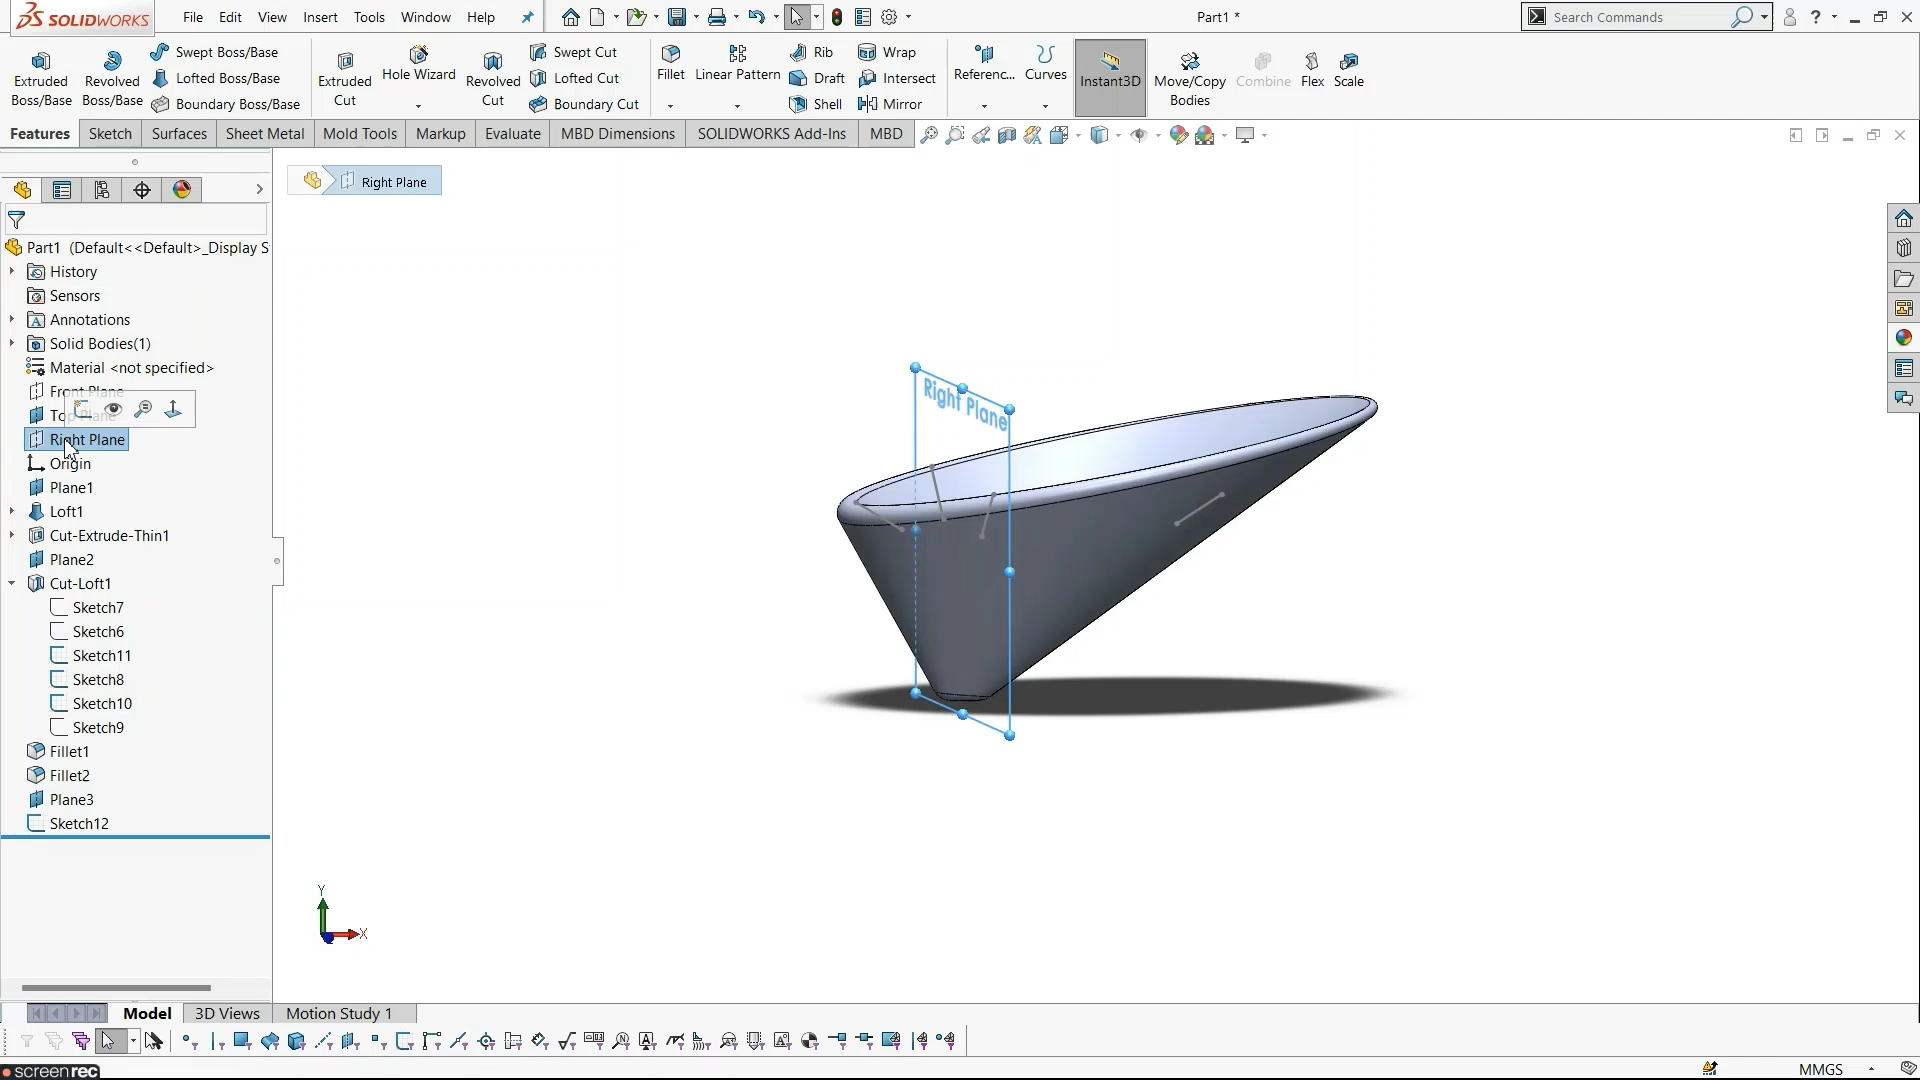 SOLIDWORKS
File Edit View Insert Tools Window Help
Part1 *
Search Commands
Extruded Boss/Base
Revolved Boss/Base
Swept Boss/Base
Lofted Boss/Base
Boundary Boss/Base
Extruded Cut
Hole Wizard
Revolved Cut
Swept Cut
Lofted Cut
Boundary Cut
Fillet
Linear Pattern
Rib
Draft
Shell
Wrap
Intersect
Mirror
Referenc...
Curves
Instant3D
Move/Copy Bodies
Combine
Flex
Scale
Features Sketch Surfaces Sheet Metal Mold Tools Markup Evaluate MBD Dimensions SOLIDWORKS Add-Ins MBD
Right Plane
Part1 (Default<<Default>_Display S
History
Sensors
Annotations
Solid Bodies(1)
Material <not specified>
Front Plane
Top Plane
Right Plane
Origin
Plane1
Loft1
Cut-Extrude-Thin1
Plane2
Cut-Loft1
Sketch7
Sketch6
Sketch11
Sketch8
Sketch10
Sketch9
Fillet1
Fillet2
Plane3
Sketch12
Right Plane
Y
X
Model 3D Views Motion Study 1
screenrec
MMGS